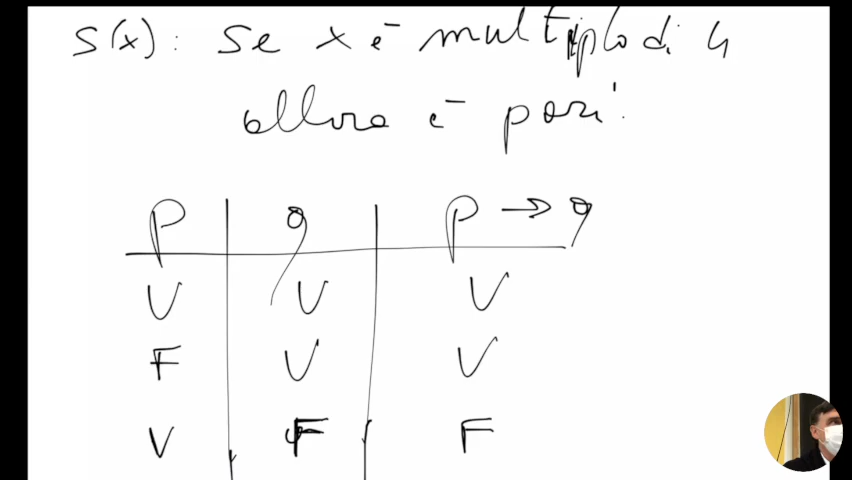 S(x): Se x è multiplo di 4
allora è pari.
p q p → q
V V V
F V V
V F F